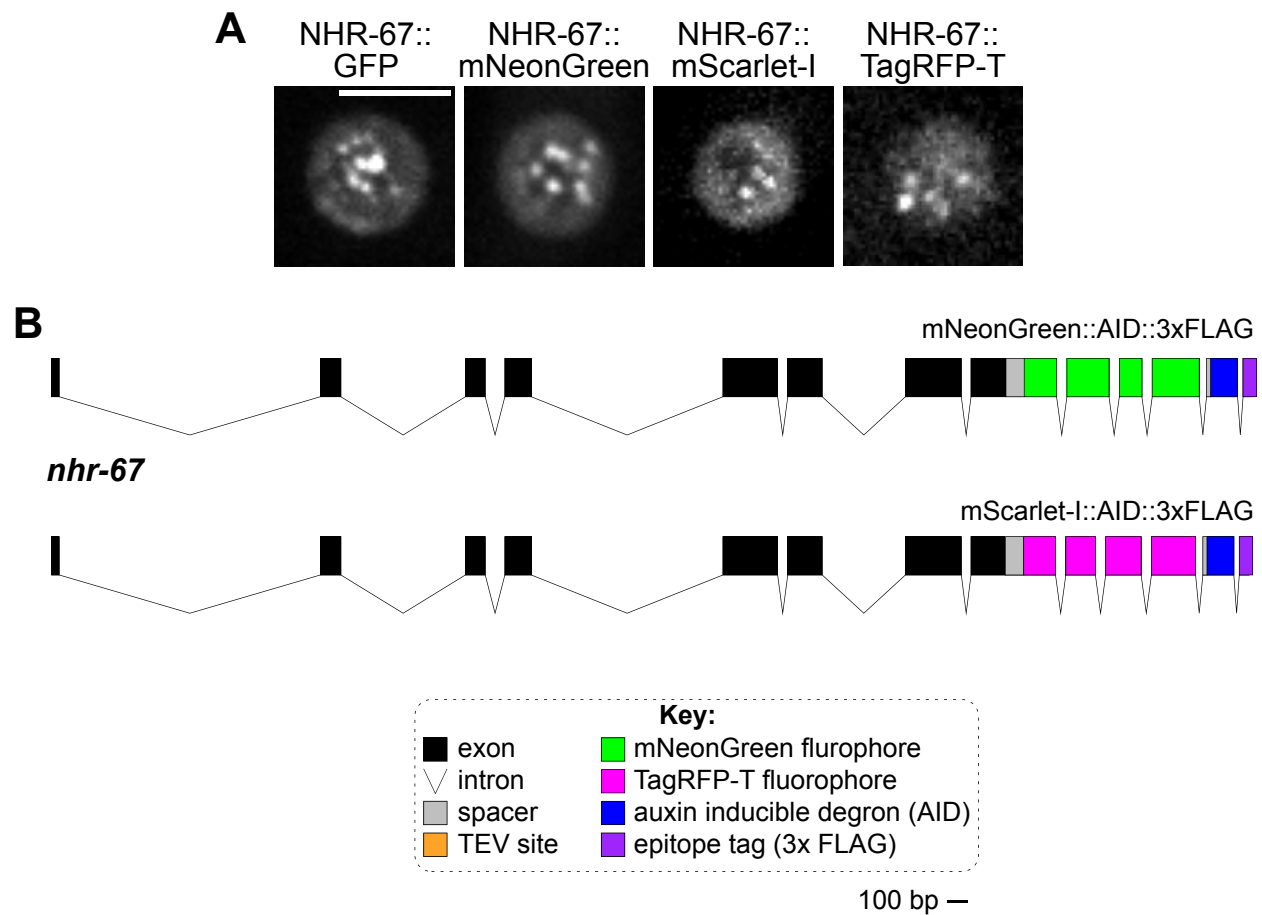 A
NHR-67::
GFP
NHR-67::
mNeonGreen
NHR-67::
mScarlet-I
NHR-67::
TagRFP-T
B
mNeonGreen::AID::3xFLAG
nhr-67
mScarlet-I::AID::3xFLAG
Key:
exon
intron
spacer
TEV site
mNeonGreen flurophore
TagRFP-T fluorophore
auxin inducible degron (AID)
epitope tag (3x FLAG)
100 bp